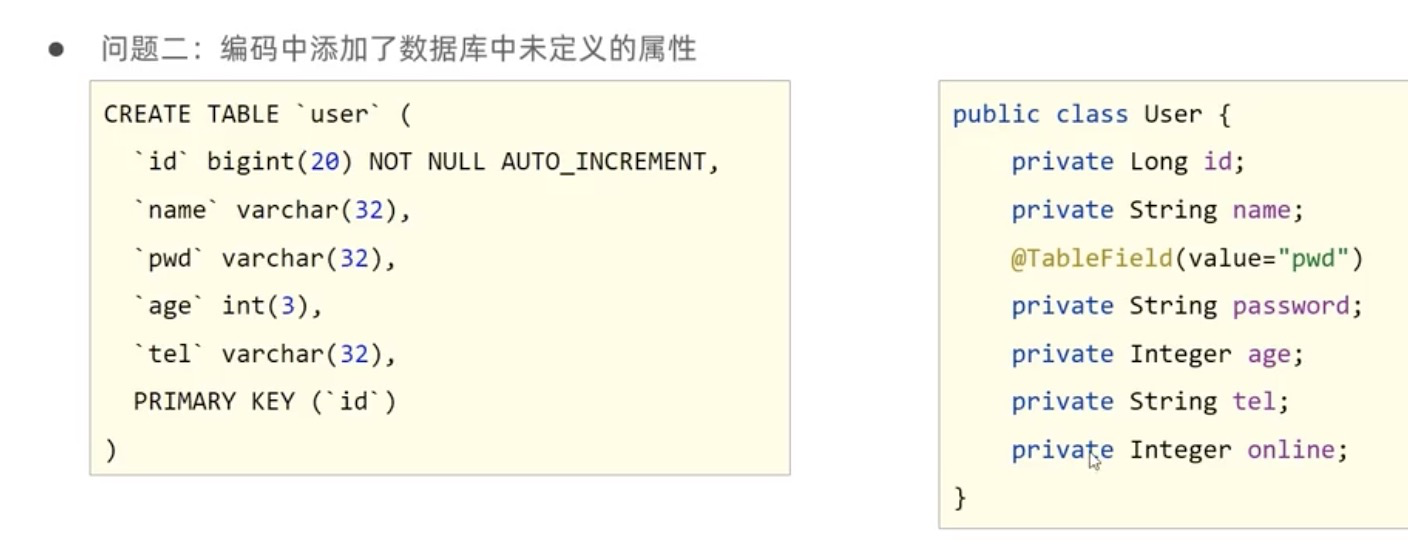 ● 问题二：编码中添加了数据库中未定义的属性
CREATE TABLE `user` (
`id` bigint(20) NOT NULL AUTO_INCREMENT,
`name` varchar(32),
`pwd` varchar(32),
`age` int(3),
`tel` varchar(32),
PRIMARY KEY (`id`)
)
public class User {
private Long id;
private String name;
@TableField(value="pwd")
private String password;
private Integer age;
private String tel;
private Integer online;
}